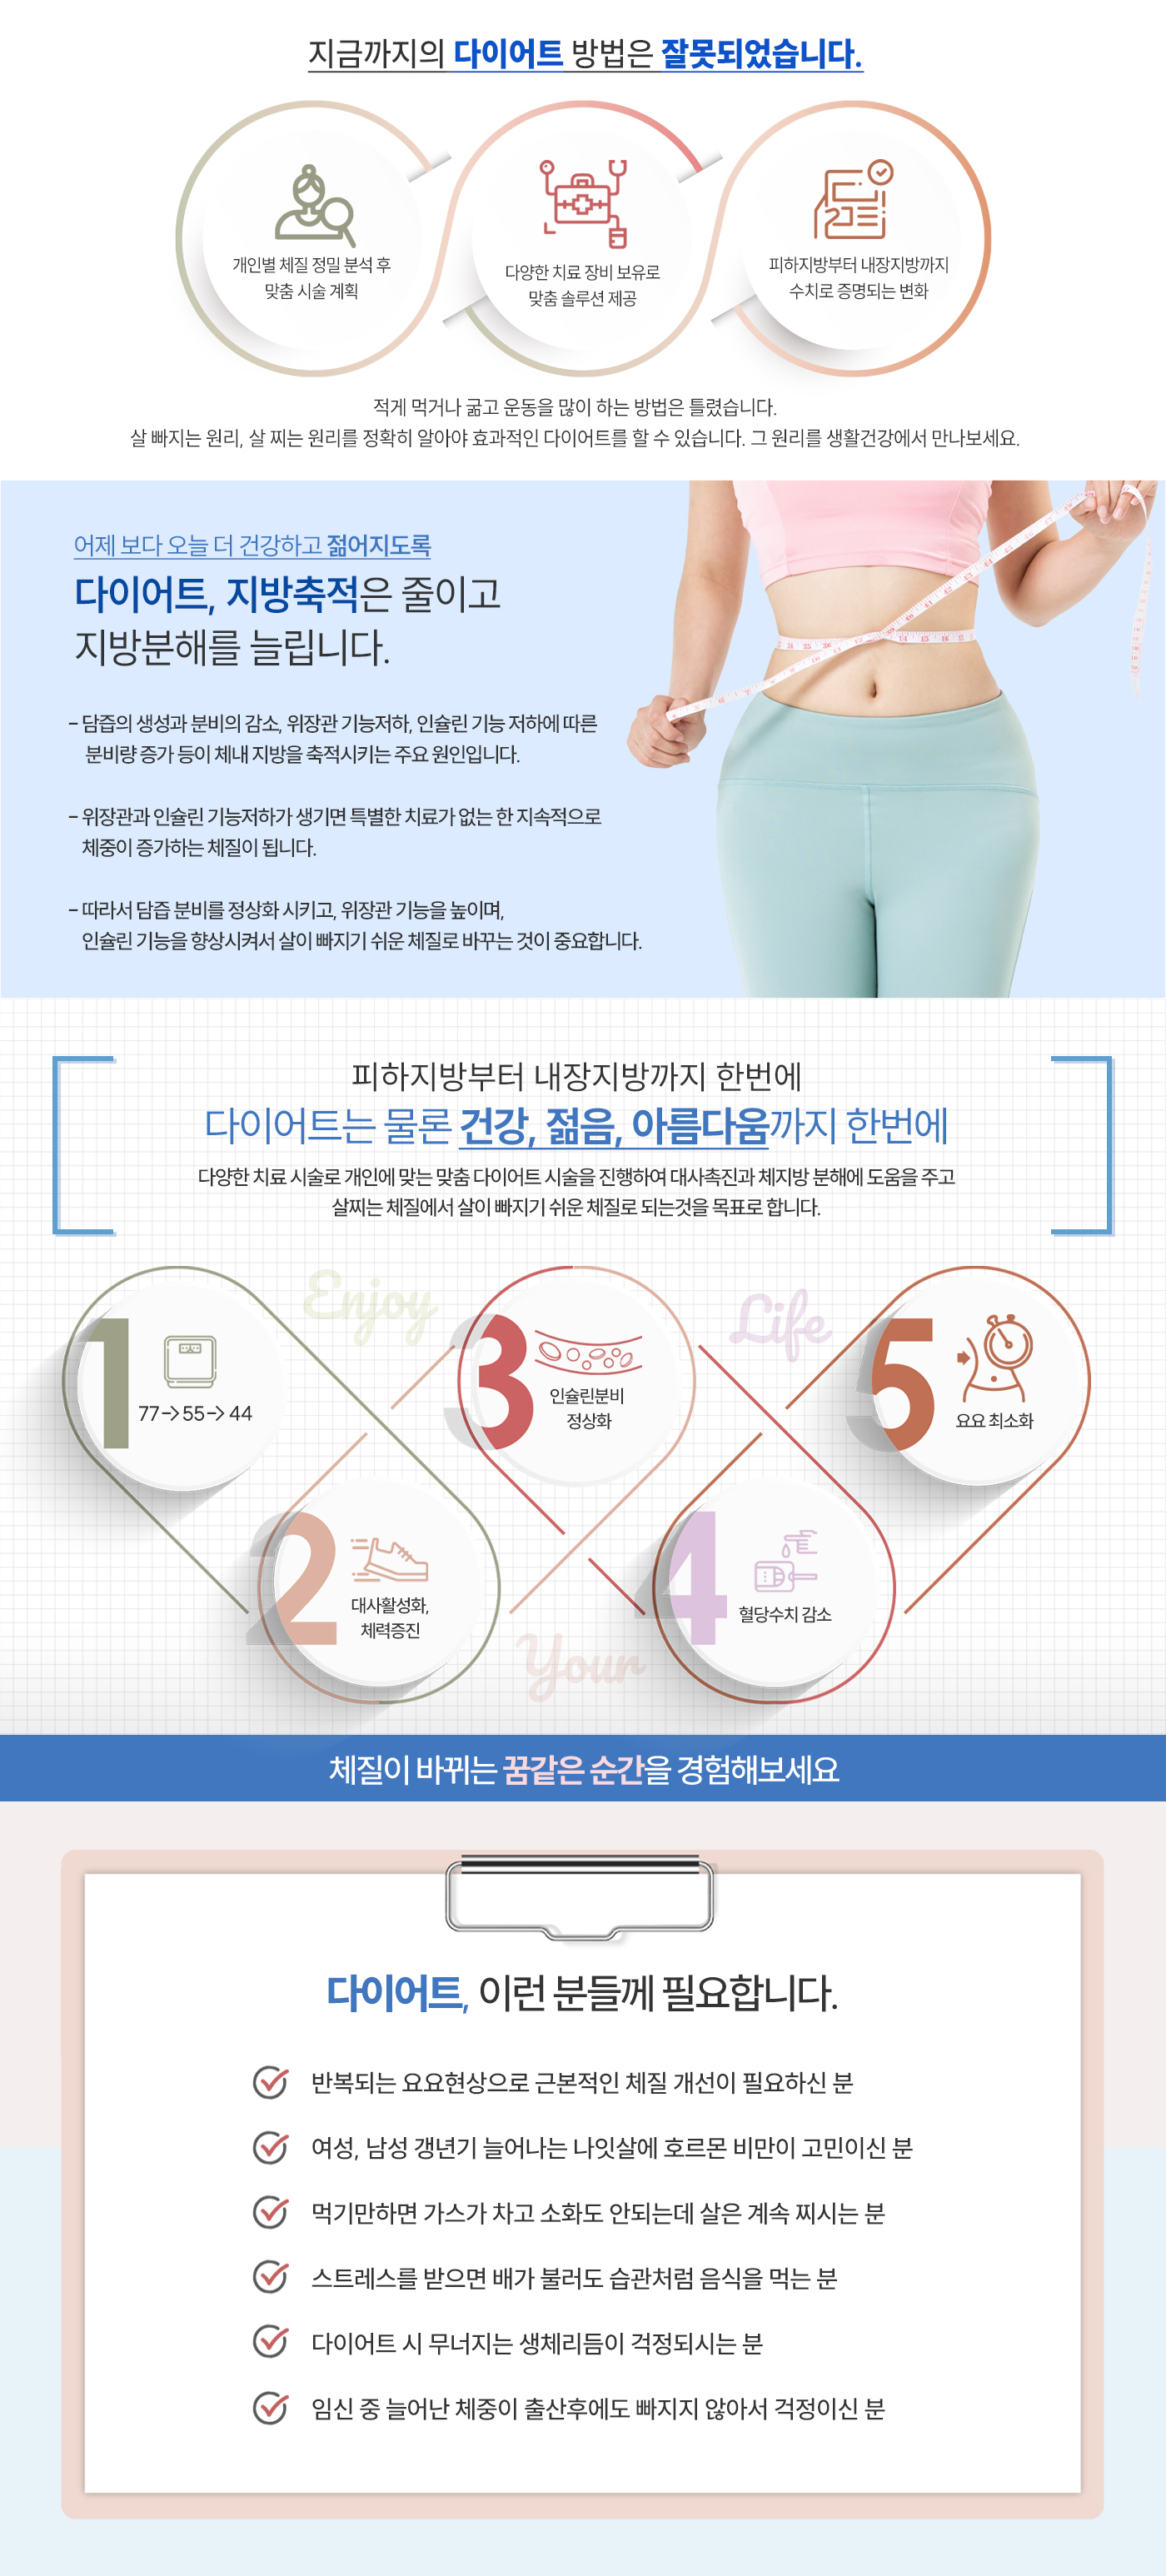 지금까지의 다이어트 방법은 잘못되었습니다.
개인별 체질 정밀 분석 후
맞춤 시술 계획
다양한 치료 장비 보유로
맞춤 솔루션 제공
피하지방부터 내장지방까지
수치로 증명되는 변화
적게 먹거나 굶고 운동을 많이 하는 방법은 틀렸습니다.
살 빠지는 원리, 살 찌는 원리를 정확히 알아야 효과적인 다이어트를 할 수 있습니다. 그 원리를 생활건강에서 만나보세요.
어제 보다 오늘 더 건강하고 젊어지도록
다이어트, 지방축적은 줄이고
지방분해를 늘립니다.
- 담즙의 생성과 분비의 감소, 위장관 기능저하, 인슐린 기능 저하에 따른
분비량 증가 등이 체내 지방을 축적시키는 주요 원인입니다.
- 위장관과 인슐린 기능저하가 생기면 특별한 치료가 없는 한 지속적으로
체중이 증가하는 체질이 됩니다.
- 따라서 담즙 분비를 정상화 시키고, 위장관 기능을 높이며,
인슐린 기능을 향상시켜서 살이 빠지기 쉬운 체질로 바꾸는 것이 중요합니다.
피하지방부터 내장지방까지 한번에
다이어트는 물론 건강, 젊음, 아름다움까지 한번에
다양한 치료 시술로 개인에 맞는 맞춤 다이어트 시술을 진행하여 대사촉진과 체지방 분해에 도움을 주고
살찌는 체질에서 살이 빠지기 쉬운 체질로 되는것을 목표로 합니다.
Enjoy
Life
1
77→55→44
3
인슐린분비
정상화
5
요요 최소화
2
대사활성화,
체력증진
4
혈당수치 감소
Your
체질이 바뀌는 꿈같은 순간을 경험해보세요
다이어트, 이런 분들께 필요합니다.
반복되는 요요현상으로 근본적인 체질 개선이 필요하신 분
여성, 남성 갱년기 늘어나는 나잇살에 호르몬 비만이 고민이신 분
먹기만하면 가스가 차고 소화도 안되는데 살은 계속 찌시는 분
스트레스를 받으면 배가 불러도 습관처럼 음식을 먹는 분
다이어트 시 무너지는 생체리듬이 걱정되시는 분
임신 중 늘어난 체중이 출산후에도 빠지지 않아서 걱정이신 분